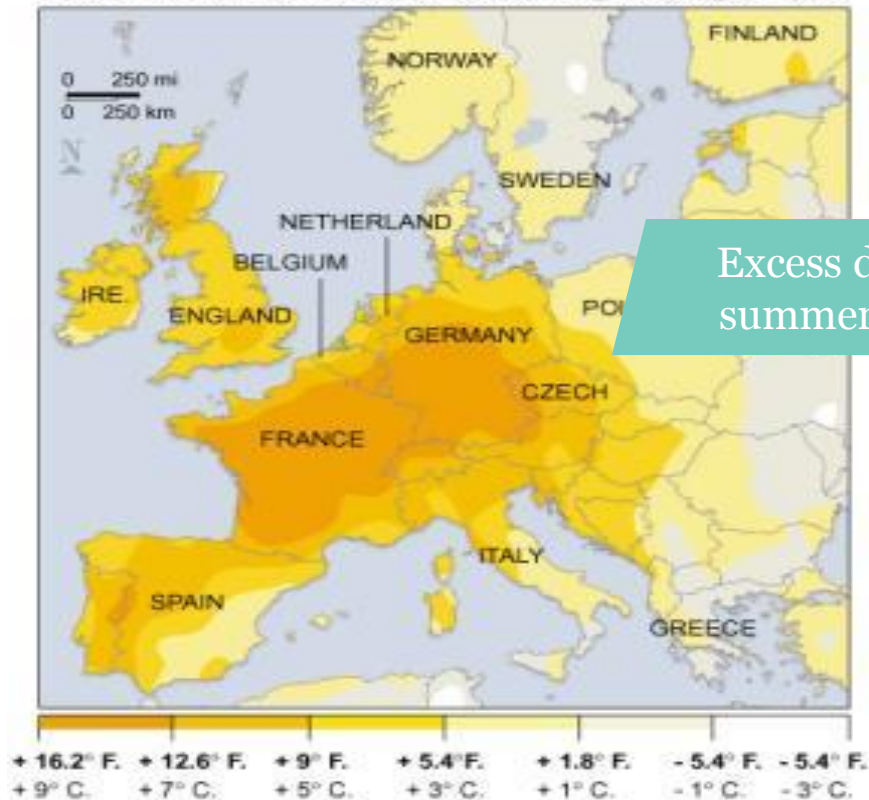 FINLAND
NORWAY
0 250 mi
0 250 km
N
SWEDEN
NETHERLAND
BELGIUM
Excess d
summer
IRE.
ENGLAND
GERMANY
CZECH
FRANCE
ITALY
SPAIN
GREECE
+ 16.2° F. + 12.6° F. + 9° F. + 5.4° F. + 1.8° F. - 5.4° F. - 5.4° F.
+ 9° C. + 7° C. + 5° C. + 3° C. + 1° C. - 1° C. - 3° C.